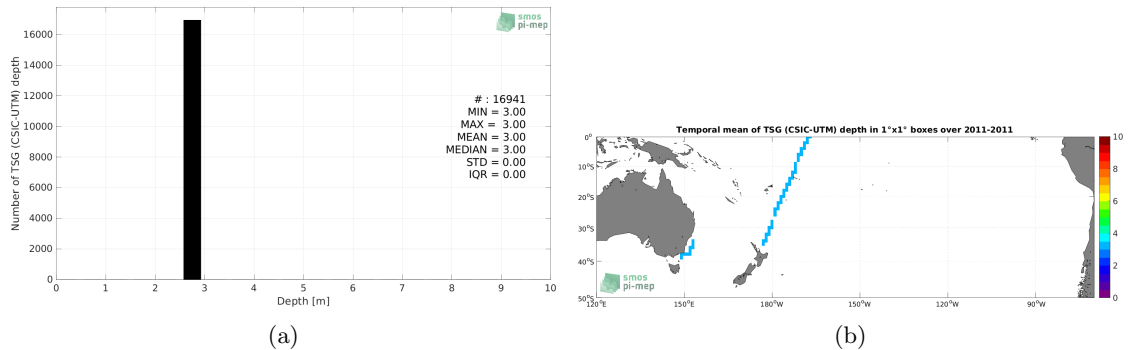 smos
pi-mep
Number of TSG (CSIC-UTM) depth
16000
14000
12000
10000
8000
6000
4000
2000
0
# : 16941
MIN = 3.00
MAX = 3.00
MEAN = 3.00
MEDIAN = 3.00
STD = 0.00
IQR = 0.00
0 1 2 3 4 5 6 7 8 9 10
Depth [m]
(a)
Temporal mean of TSG (CSIC-UTM) depth in 1°x1° boxes over 2011-2011
0°
10°S
20°S
30°S
40°S
50°S
120°E 150°E 180°W 150°W 120°W 90°W
smos
pi-mep
10
8
6
4
2
0
(b)